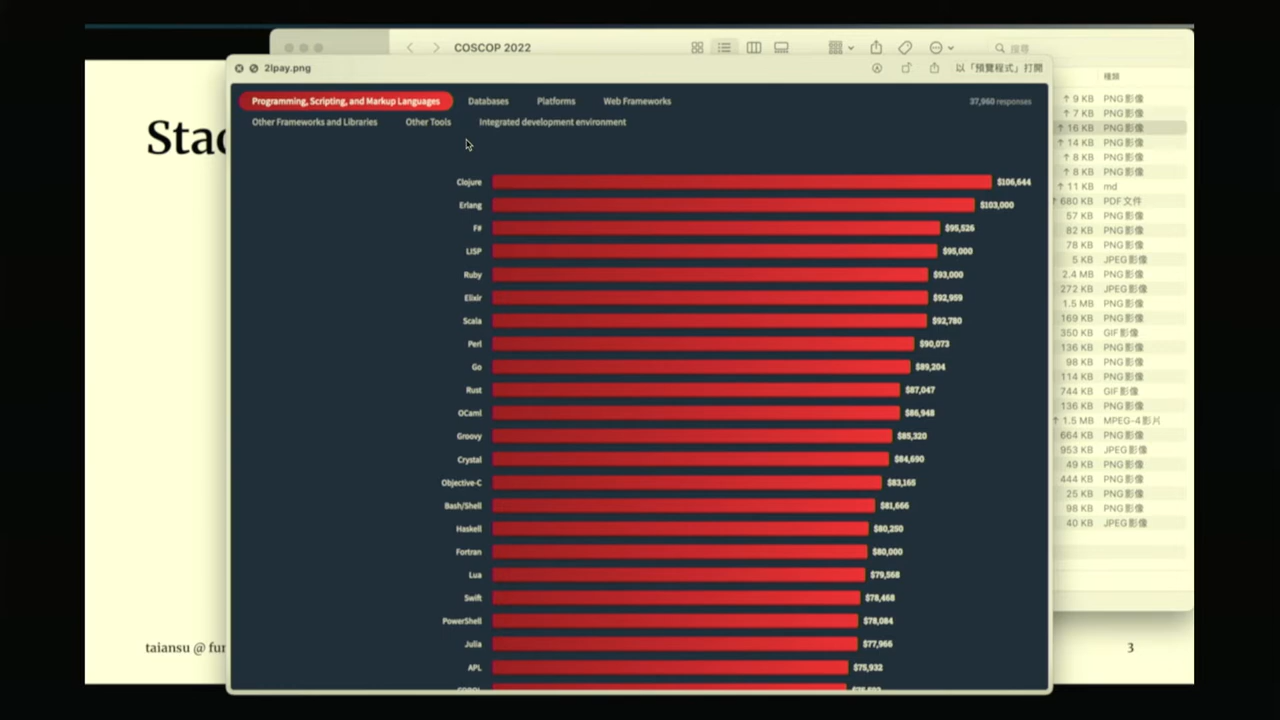 COSCOP 2022
搜尋
2lpay.png
以「預覽程式」打開
種類
Programming, Scripting, and Markup Languages
Databases
Platforms
Web Frameworks
37,960 responses
Other Frameworks and Libraries
Other Tools
Integrated development environment
Stac
Clojure $106,644
Erlang $103,000
F# $95,526
LISP $95,000
Ruby $93,000
Elixir $92,959
Scala $92,780
Perl $90,073
Go $89,204
Rust $87,047
OCaml $86,948
Groovy $85,320
Crystal $84,690
Objective-C $83,165
Bash/Shell $81,666
Haskell $80,250
Fortran $80,000
Lua $79,568
Swift $78,468
PowerShell $78,084
Julia $77,966
APL $75,932
↑ 9 KB PNG影像
↑ 7 KB PNG影像
↑ 16 KB PNG影像
↑ 14 KB PNG影像
↑ 8 KB PNG影像
↑ 8 KB PNG影像
↑ 11 KB md
↑ 680 KB PDF文件
57 KB PNG影像
82 KB PNG影像
78 KB PNG影像
5 KB JPEG影像
2.4 MB PNG影像
272 KB JPEG影像
1.5 MB PNG影像
169 KB PNG影像
350 KB GIF影像
136 KB PNG影像
98 KB PNG影像
114 KB PNG影像
744 KB GIF影像
136 KB PNG影像
↑ 1.5 MB MPEG-4影片
664 KB PNG影像
953 KB JPEG影像
49 KB PNG影像
444 KB PNG影像
25 KB PNG影像
98 KB PNG影像
40 KB JPEG影像
taiansu @ fun
3